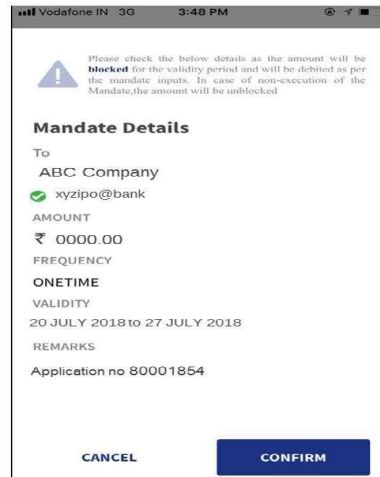 Vodafone IN 3G 3:48 PM
Please check the below details as the amount will be
blocked for the validity period and will be debited as per
the mandate inputs. In case of non-execution of the
Mandate,the amount will be unblocked
Mandate Details
To
ABC Company
xyzipo@bank
AMOUNT
₹ 0000.00
FREQUENCY
ONETIME
VALIDITY
20 JULY 2018 to 27 JULY 2018
REMARKS
Application no 80001854
CANCEL CONFIRM